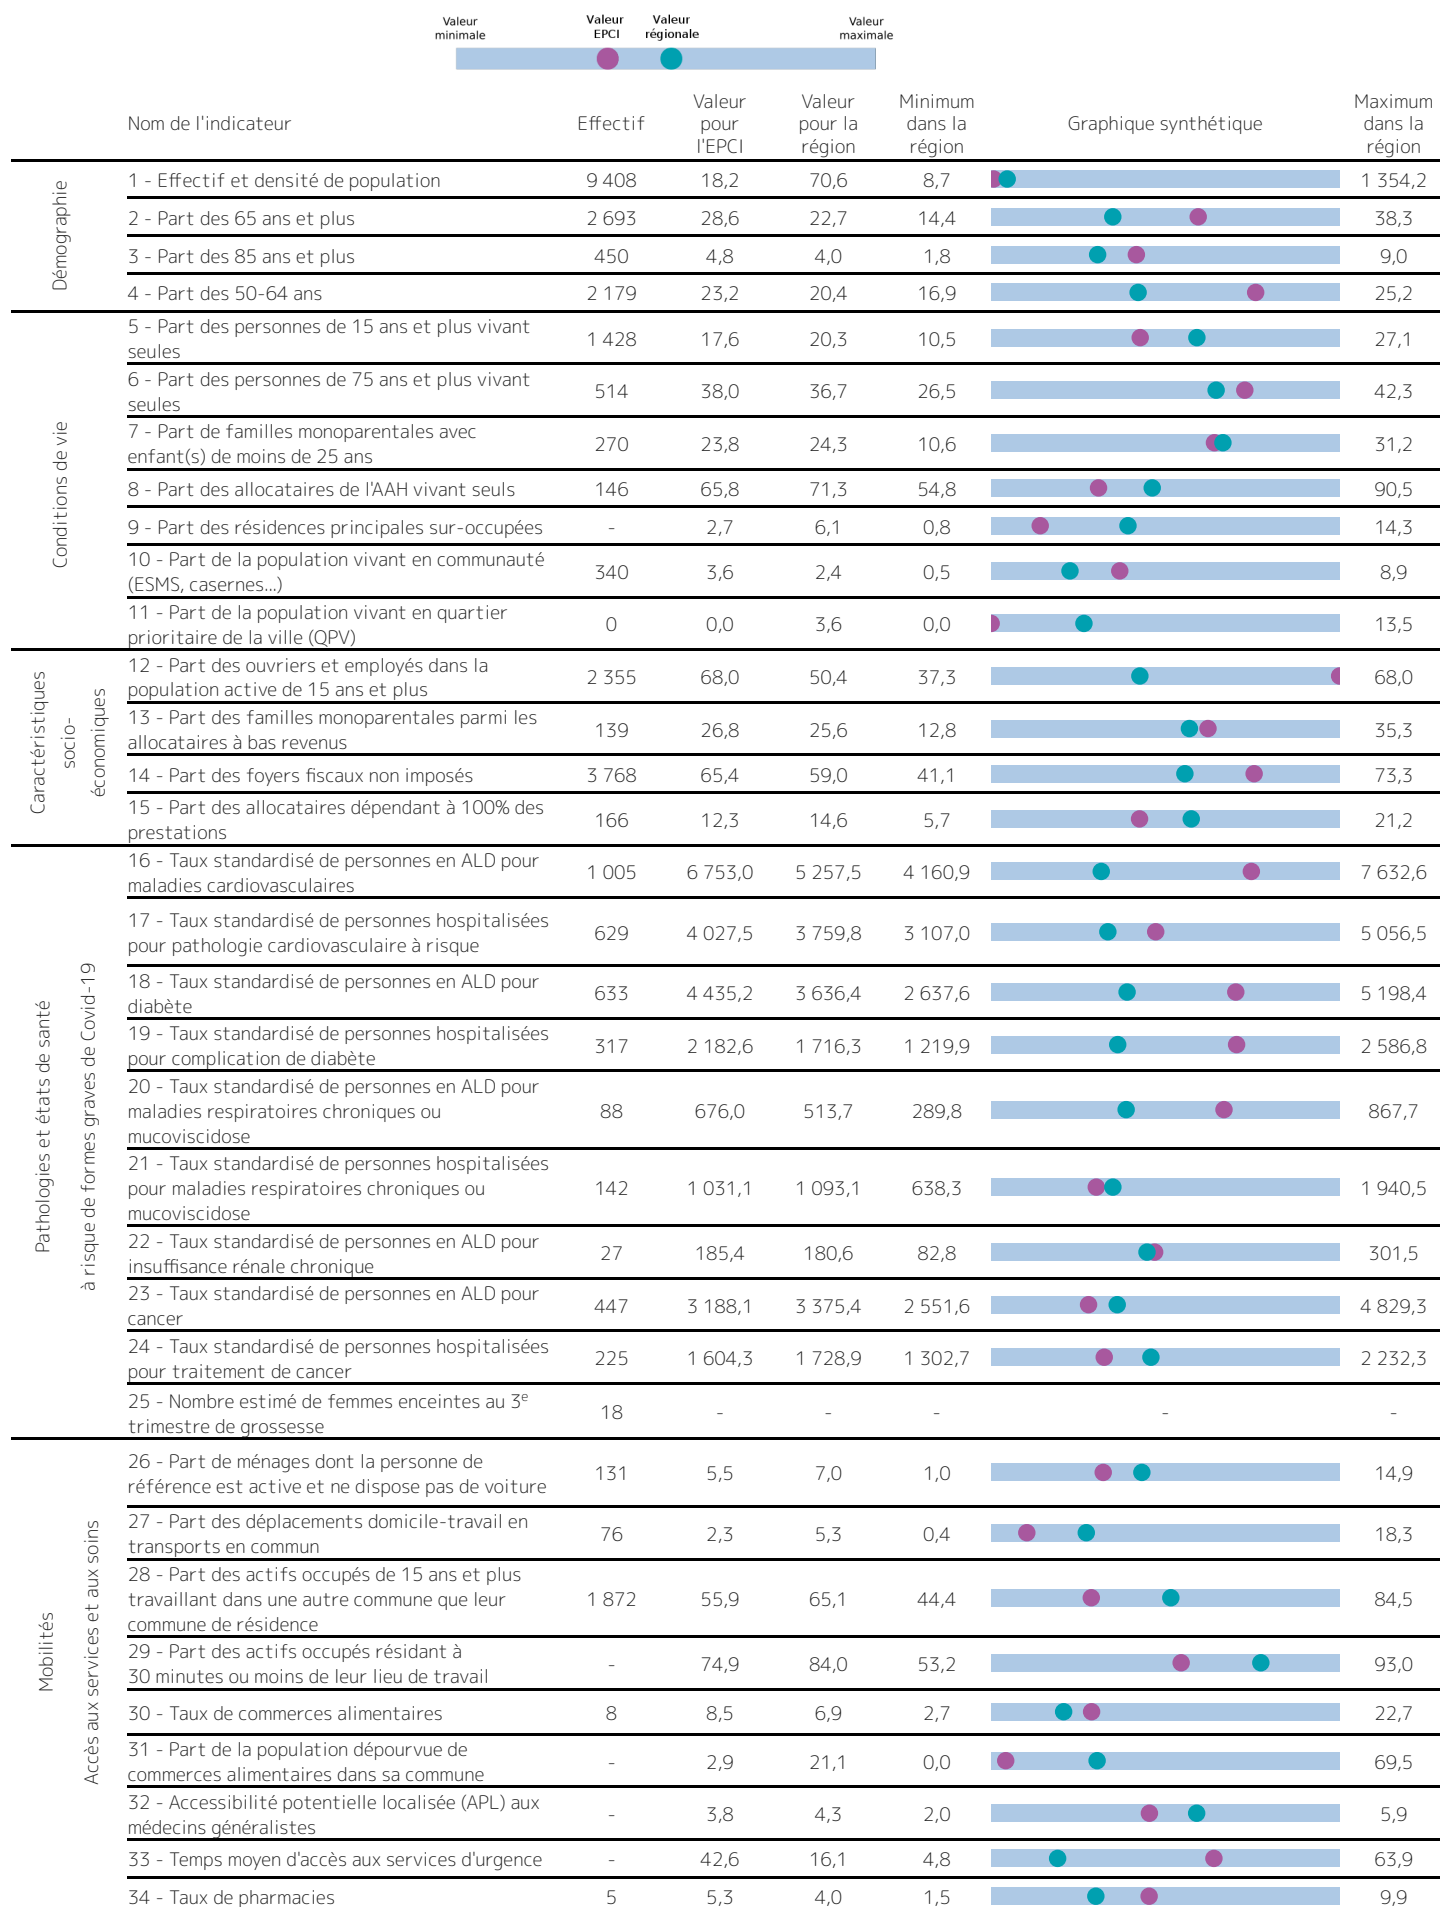 Valeur minimale
Valeur EPCI
Valeur régionale
Valeur maximale
Nom de l'indicateur
Effectif
Valeur pour l'EPCI
Valeur pour la région
Minimum dans la région
Graphique synthétique
Maximum dans la région
Démographie
1 - Effectif et densité de population 9 408 18,2 70,6 8,7 1 354,2
2 - Part des 65 ans et plus 2 693 28,6 22,7 14,4 38,3
3 - Part des 85 ans et plus 450 4,8 4,0 1,8 9,0
4 - Part des 50-64 ans 2 179 23,2 20,4 16,9 25,2
Conditions de vie
5 - Part des personnes de 15 ans et plus vivant
seules 1 428 17,6 20,3 10,5 27,1
6 - Part des personnes de 75 ans et plus vivant
seules 514 38,0 36,7 26,5 42,3
7 - Part de familles monoparentales avec
enfant(s) de moins de 25 ans 270 23,8 24,3 10,6 31,2
8 - Part des allocataires de l'AAH vivant seuls 146 65,8 71,3 54,8 90,5
9 - Part des résidences principales sur-occupées - 2,7 6,1 0,8 14,3
10 - Part de la population vivant en communauté
(ESMS, casernes...) 340 3,6 2,4 0,5 8,9
11 - Part de la population vivant en quartier
prioritaire de la ville (QPV) 0 0,0 3,6 0,0 13,5
Caractéristiques
socio-
économiques
12 - Part des ouvriers et employés dans la
population active de 15 ans et plus 2 355 68,0 50,4 37,3 68,0
13 - Part des familles monoparentales parmi les
allocataires à bas revenus 139 26,8 25,6 12,8 35,3
14 - Part des foyers fiscaux non imposés 3 768 65,4 59,0 41,1 73,3
15 - Part des allocataires dépendant à 100% des
prestations 166 12,3 14,6 5,7 21,2
Pathologies et états de santé
à risque de formes graves de Covid-19
16 - Taux standardisé de personnes en ALD pour
maladies cardiovasculaires 1 005 6 753,0 5 257,5 4 160,9 7 632,6
17 - Taux standardisé de personnes hospitalisées
pour pathologie cardiovasculaire à risque 629 4 027,5 3 759,8 3 107,0 5 056,5
18 - Taux standardisé de personnes en ALD pour
diabète 633 4 435,2 3 636,4 2 637,6 5 198,4
19 - Taux standardisé de personnes hospitalisées
pour complication de diabète 317 2 182,6 1 716,3 1 219,9 2 586,8
20 - Taux standardisé de personnes en ALD pour
maladies respiratoires chroniques ou 88 676,0 513,7 289,8 867,7
mucoviscidose
21 - Taux standardisé de personnes hospitalisées
pour maladies respiratoires chroniques ou 142 1 031,1 1 093,1 638,3 1 940,5
mucoviscidose
22 - Taux standardisé de personnes en ALD pour
insuffisance rénale chronique 27 185,4 180,6 82,8 301,5
23 - Taux standardisé de personnes en ALD pour
cancer 447 3 188,1 3 375,4 2 551,6 4 829,3
24 - Taux standardisé de personnes hospitalisées
pour traitement de cancer 225 1 604,3 1 728,9 1 302,7 2 232,3
25 - Nombre estimé de femmes enceintes au 3e
trimestre de grossesse 18 - - - - -
Mobilités
Accès aux services et aux soins
26 - Part de ménages dont la personne de
référence est active et ne dispose pas de voiture 131 5,5 7,0 1,0 14,9
27 - Part des déplacements domicile-travail en
transports en commun 76 2,3 5,3 0,4 18,3
28 - Part des actifs occupés de 15 ans et plus
travaillant dans une autre commune que leur 1 872 55,9 65,1 44,4 84,5
commune de résidence
29 - Part des actifs occupés résidant à
30 minutes ou moins de leur lieu de travail - 74,9 84,0 53,2 93,0
30 - Taux de commerces alimentaires 8 8,5 6,9 2,7 22,7
31 - Part de la population dépourvue de
commerces alimentaires dans sa commune - 2,9 21,1 0,0 69,5
32 - Accessibilité potentielle localisée (APL) aux
médecins généralistes - 3,8 4,3 2,0 5,9
33 - Temps moyen d'accès aux services d'urgence - 42,6 16,1 4,8 63,9
34 - Taux de pharmacies 5 5,3 4,0 1,5 9,9